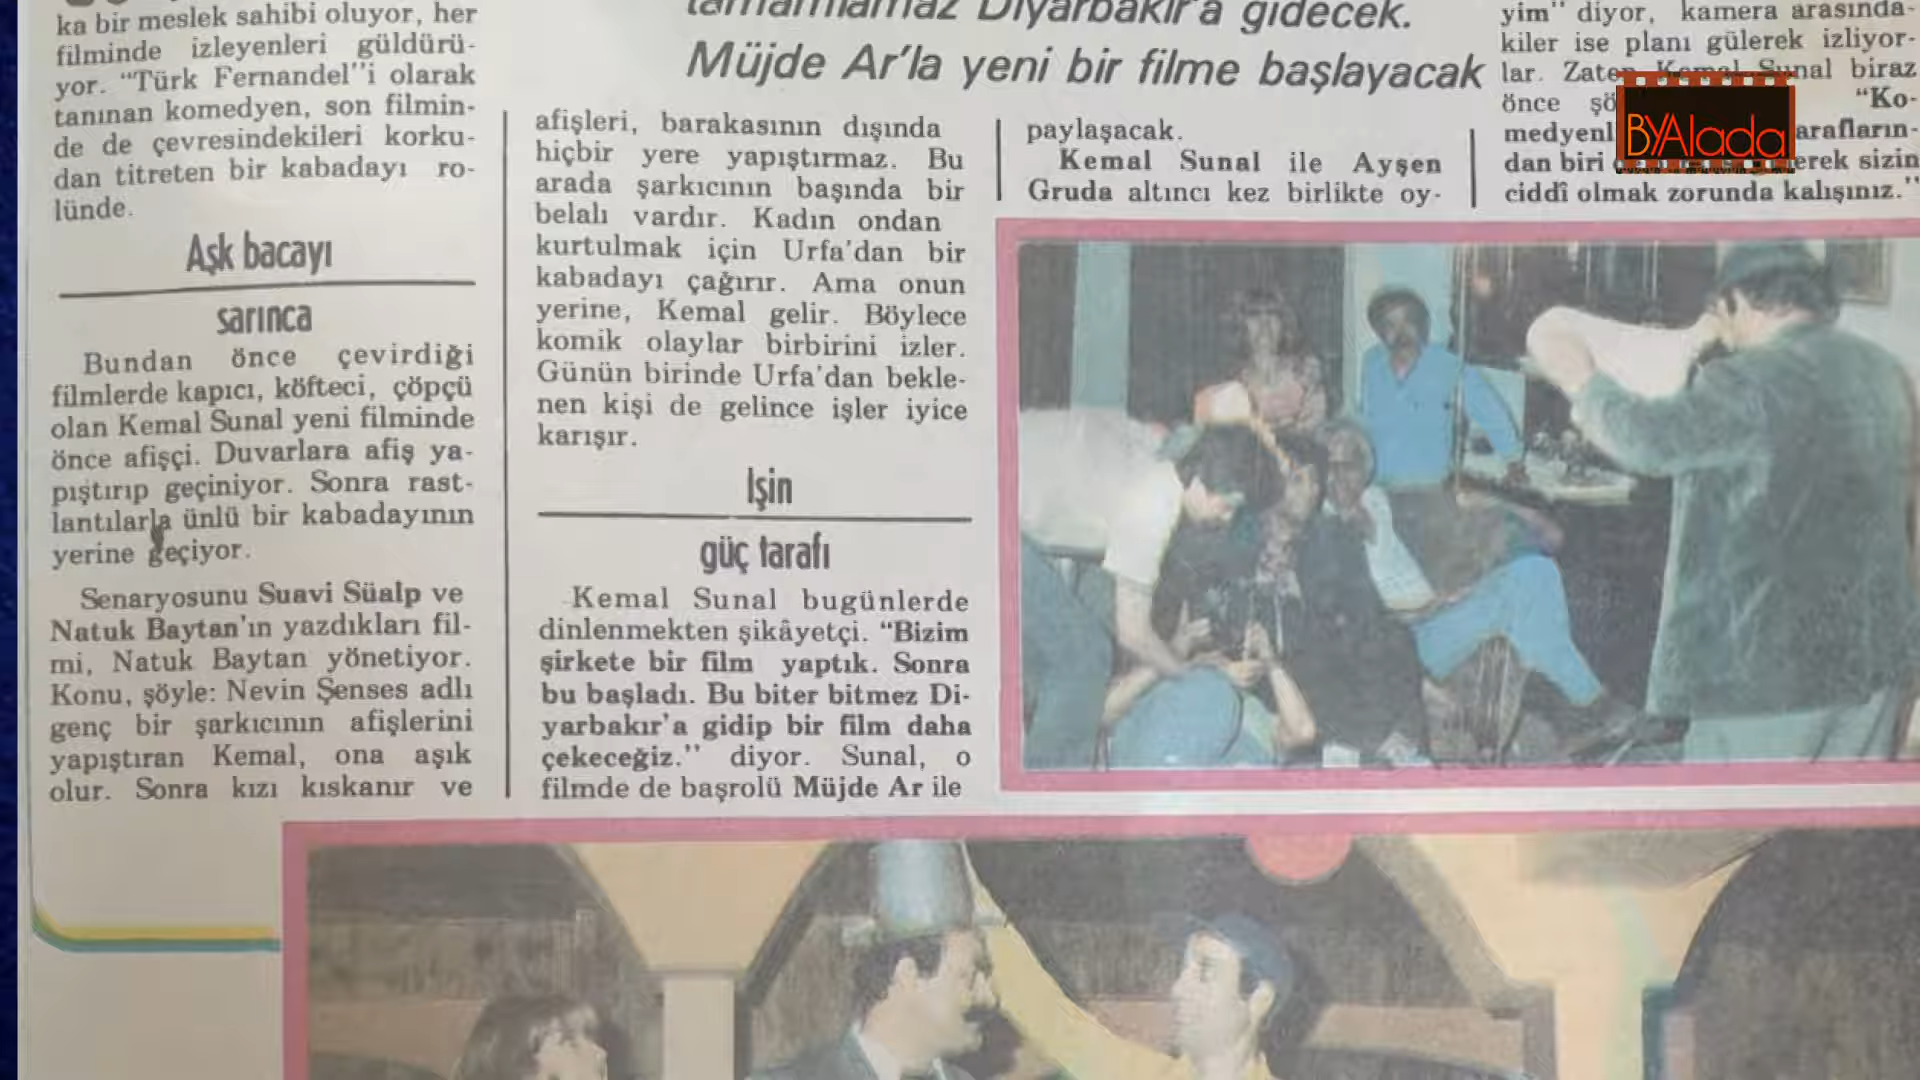 ka bir meslek sahibi oluyor, her
filminde izleyenleri güldürü-
yor. “Türk Fernandel”i olarak
tanınan komedyen, son filmin-
de de çevresindekileri korku-
dan titreten bir kabadayı ro-
lünde.
Aşk bacayı
sarınca
Bundan önce çevirdiği
filmlerde kapıcı, köfteci, çöpçü
olan Kemal Sunal yeni filminde
önce afişçi. Duvarlara afiş ya-
pıştırıp geçiniyor. Sonra rast-
lantılarla ünlü bir kabadayının
yerine geçiyor.
Senaryosunu Suavi Süalp ve
Natuk Baytan'ın yazdıkları fil-
mi, Natuk Baytan yönetiyor.
Konu, şöyle: Nevin Şenses adlı
genç bir şarkıcının afişlerini
yapıştıran Kemal, ona aşık
olur. Sonra kızı kıskanır ve
tamamlamaz Diyarbakır'a gidecek.
Müjde Ar'la yeni bir filme başlayacak
afişleri, barakasının dışında
hiçbir yere yapıştırmaz. Bu
arada şarkıcının başında bir
belalı vardır. Kadın ondan
kurtulmak için Urfa'dan bir
kabadayı çağırır. Ama onun
yerine, Kemal gelir. Böylece
komik olaylar birbirini izler.
Günün birinde Urfa'dan bekle-
nen kişi de gelince işler iyice
karışır.
İşin
güç tarafı
Kemal Sunal bugünlerde
dinlenmekten şikâyetçi. “Bizim
şirkete bir film yaptık. Sonra
bu başladı. Bu biter bitmez Di-
yarbakır'a gidip bir film daha
çekeceğiz.” diyor. Sunal, o
filmde de başrolü Müjde Ar ile
paylaşacak.
Kemal Sunal ile Ayşen
Gruda altıncı kez birlikte oy-
yim” diyor, kamera arasında-
kiler ise planı gülerek izliyor-
lar. Zaten Kemal Sunal biraz
önce “Ko-
dan biri sizin
ciddî olmak zorunda kalışınız.”
BYAlada